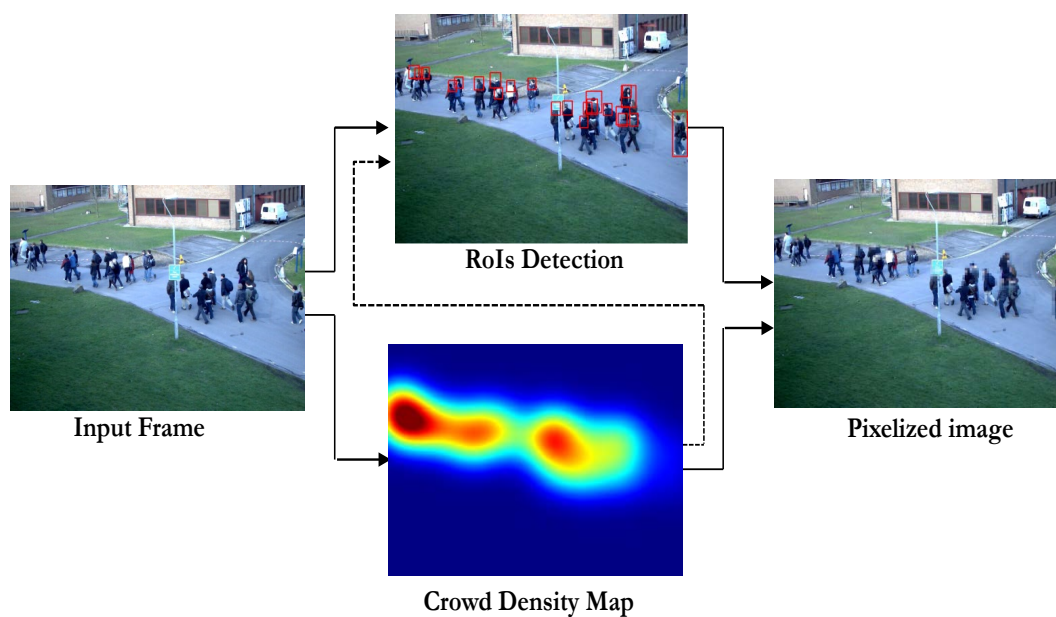 RoIs Detection
Input Frame
Pixelized image
Crowd Density Map